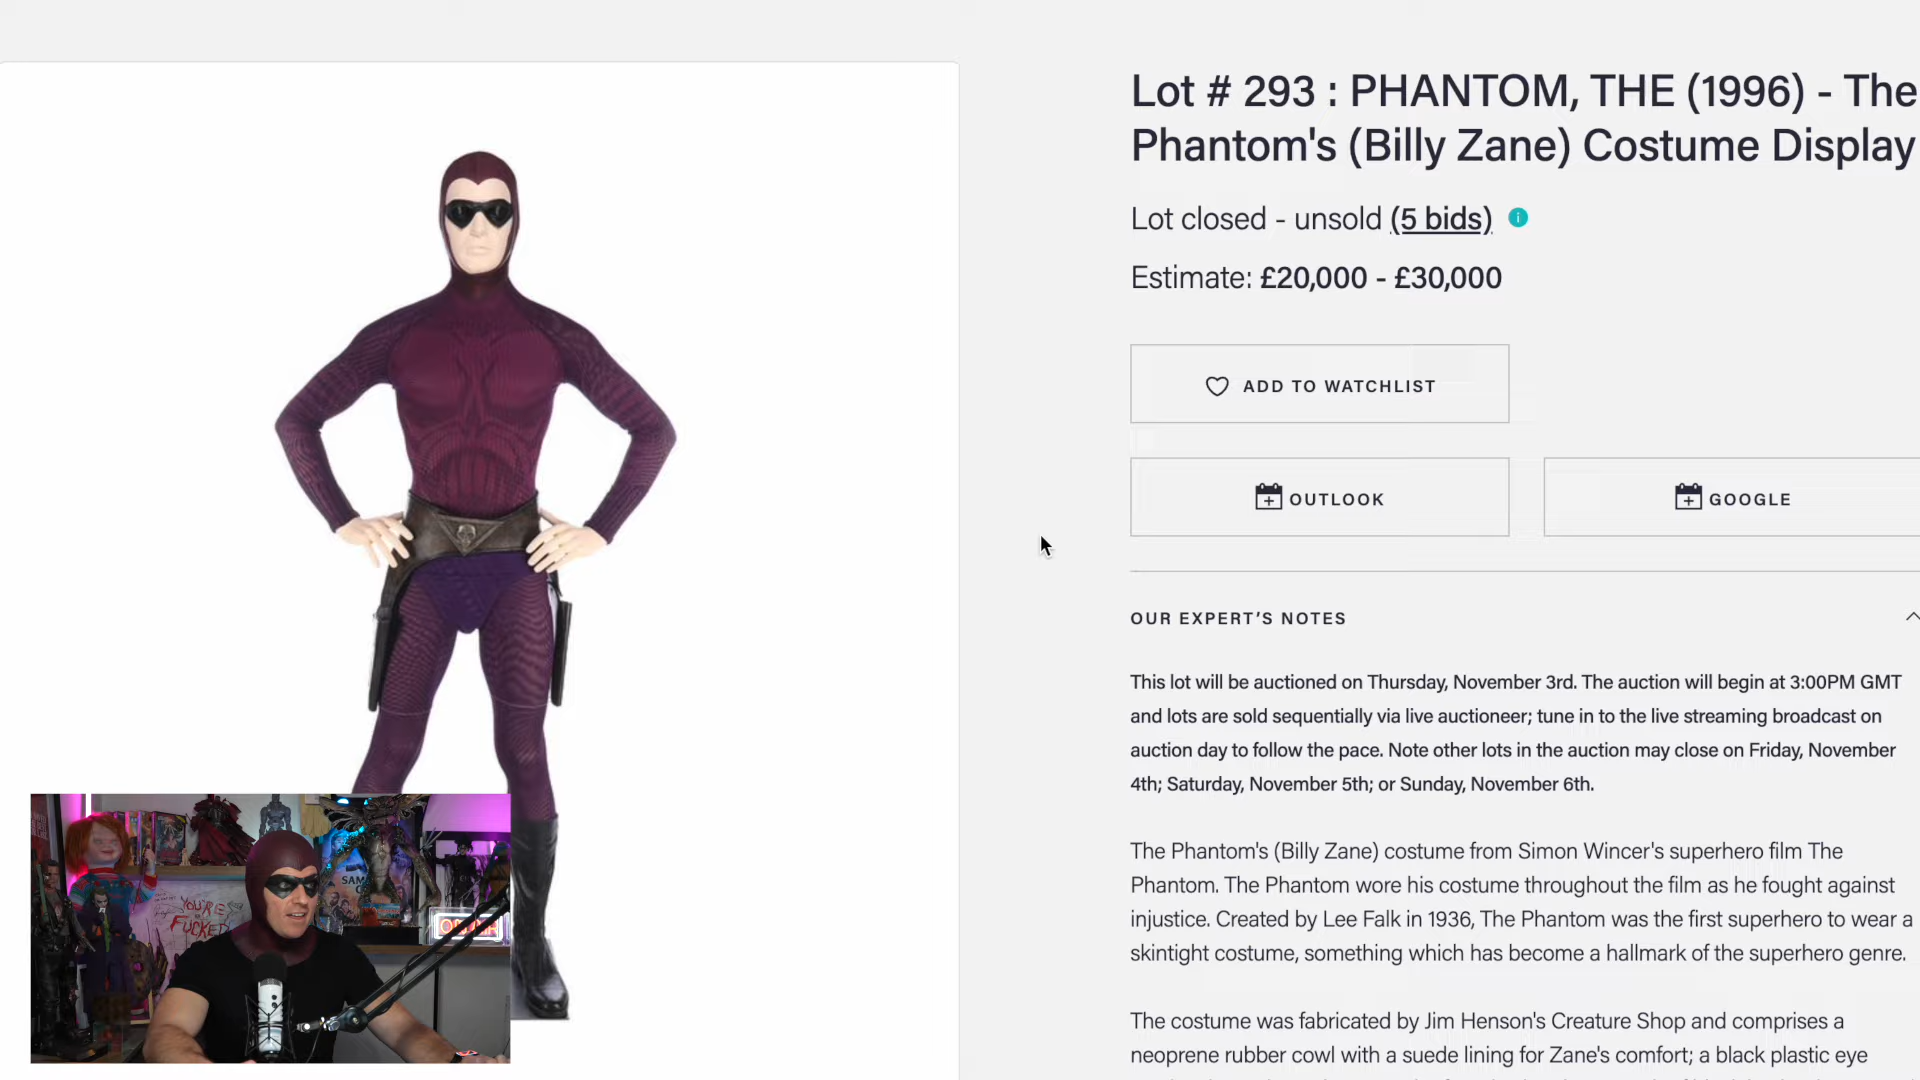 Lot # 293 : PHANTOM, THE (1996) - The
Phantom's (Billy Zane) Costume Display
Lot closed - unsold (5 bids)
Estimate: £20,000 - £30,000
ADD TO WATCHLIST
OUTLOOK
GOOGLE
OUR EXPERT’S NOTES
This lot will be auctioned on Thursday, November 3rd. The auction will begin at 3:00PM GMT
and lots are sold sequentially via live auctioneer; tune in to the live streaming broadcast on
auction day to follow the pace. Note other lots in the auction may close on Friday, November
4th; Saturday, November 5th; or Sunday, November 6th.
The Phantom's (Billy Zane) costume from Simon Wincer's superhero film The
Phantom. The Phantom wore his costume throughout the film as he fought against
injustice. Created by Lee Falk in 1936, The Phantom was the first superhero to wear a
skintight costume, something which has become a hallmark of the superhero genre.
The costume was fabricated by Jim Henson's Creature Shop and comprises a
neoprene rubber cowl with a suede lining for Zane's comfort; a black plastic eye
YOU'RE
FUCKED